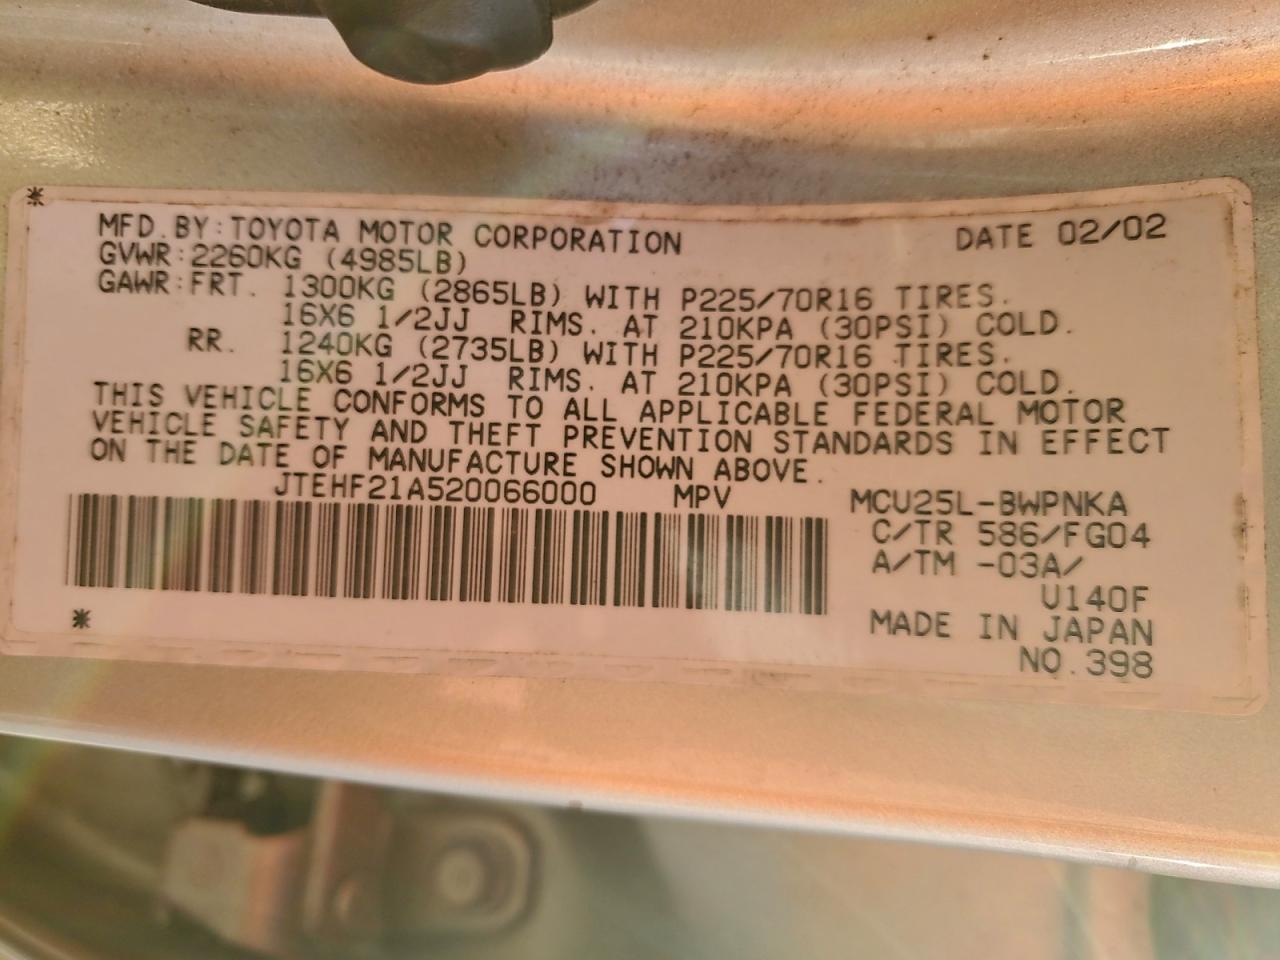 MFD. BY: TOYOTA MOTOR CORPORATION DATE 02/02
GVWR: 2260KG (4985LB)
GAWR: FRT. 1300KG (2865LB) WITH P225/70R16 TIRES.
16X6 1/2JJ RIMS. AT 210KPA (30PSI) COLD.
RR. 1240KG (2735LB) WITH P225/70R16 TIRES.
16X6 1/2JJ RIMS. AT 210KPA (30PSI) COLD.
THIS VEHICLE CONFORMS TO ALL APPLICABLE FEDERAL MOTOR
VEHICLE SAFETY AND THEFT PREVENTION STANDARDS IN EFFECT
ON THE DATE OF MANUFACTURE SHOWN ABOVE.
JTEHF21A520066000 MPV MCU25L-BWPNKA
C/TR 586/FG04
A/TM -03A/
U140F
MADE IN JAPAN
NO.398